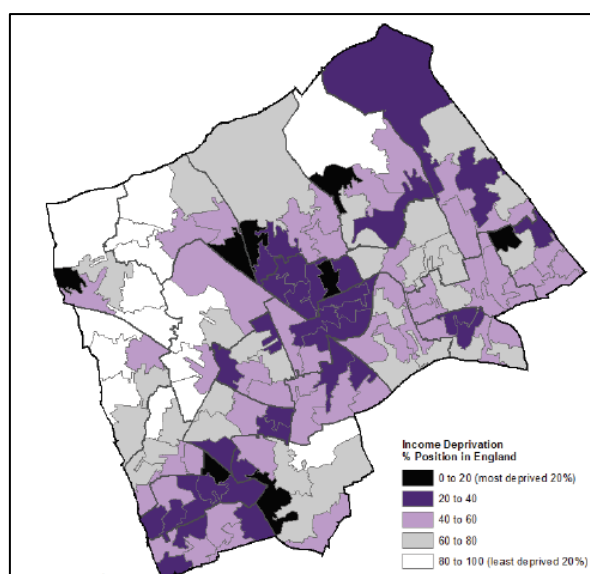 Income Deprivation
% Position in England
0 to 20 (most deprived 20%)
20 to 40
40 to 60
60 to 80
80 to 100 (least deprived 20%)